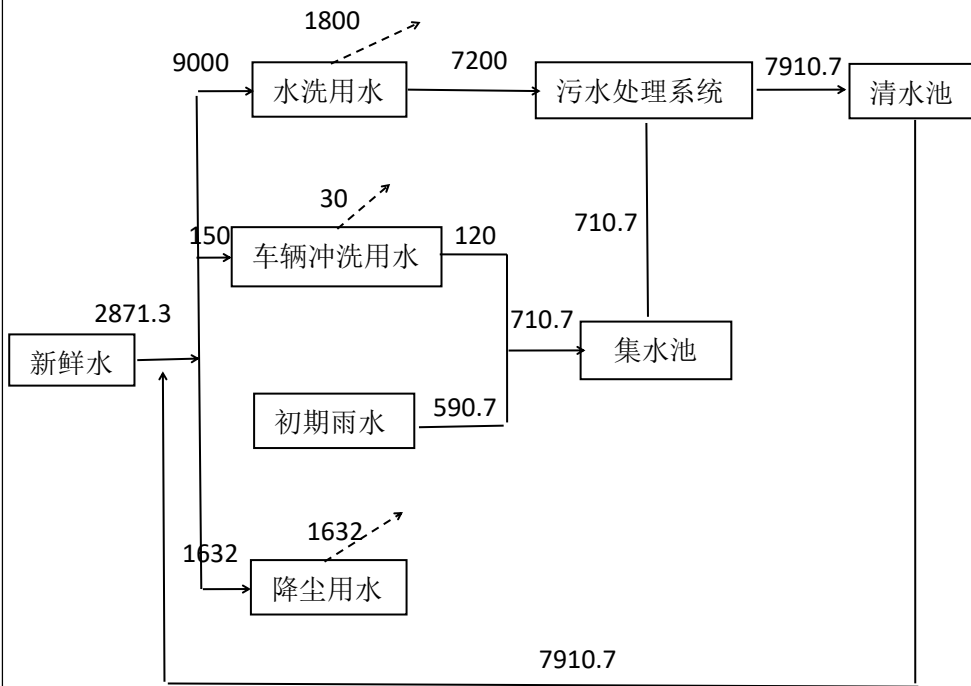 1800
9000
水洗用水
7200
污水处理系统
7910.7
清水池
30
150
车辆冲洗用水
120
710.7
2871.3
新鲜水
710.7
集水池
初期雨水
590.7
1632
1632
降尘用水
7910.7